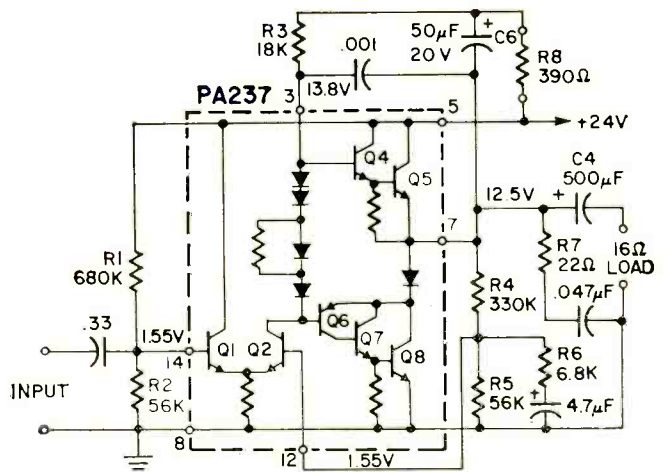 R3
18K
.001
50µF
20V
C6
R8
390Ω
PA237
3
13.8V
5
+24V
Q4
Q5
C4
500µF
12.5V
7
16Ω
LOAD
R1
680K
R7
22Ω
R4
330K
.047µF
.33
1.55V
14
Q1
Q2
Q6
Q7
Q8
R6
6.8K
INPUT
R2
56K
R5
56K
4.7µF
8
12
1.55V